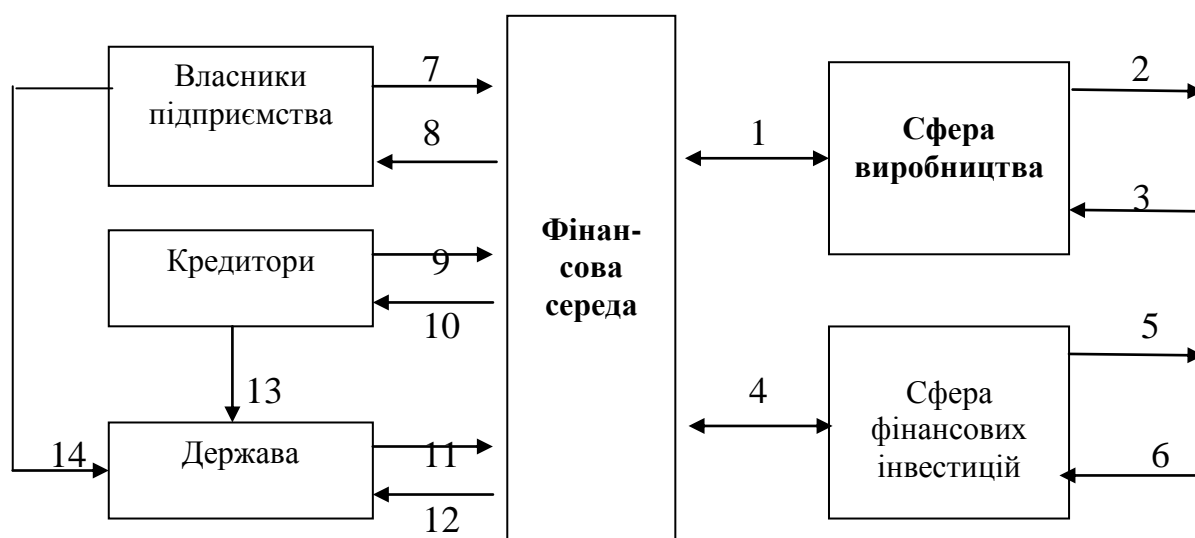 Власники
підприємства
7
8
Кредитори
9
10
13
Держава
14
11
12
Фінан-
сова
середа
1
Сфера
виробництва
2
3
4
Сфера
фінансових
інвестицій
5
6